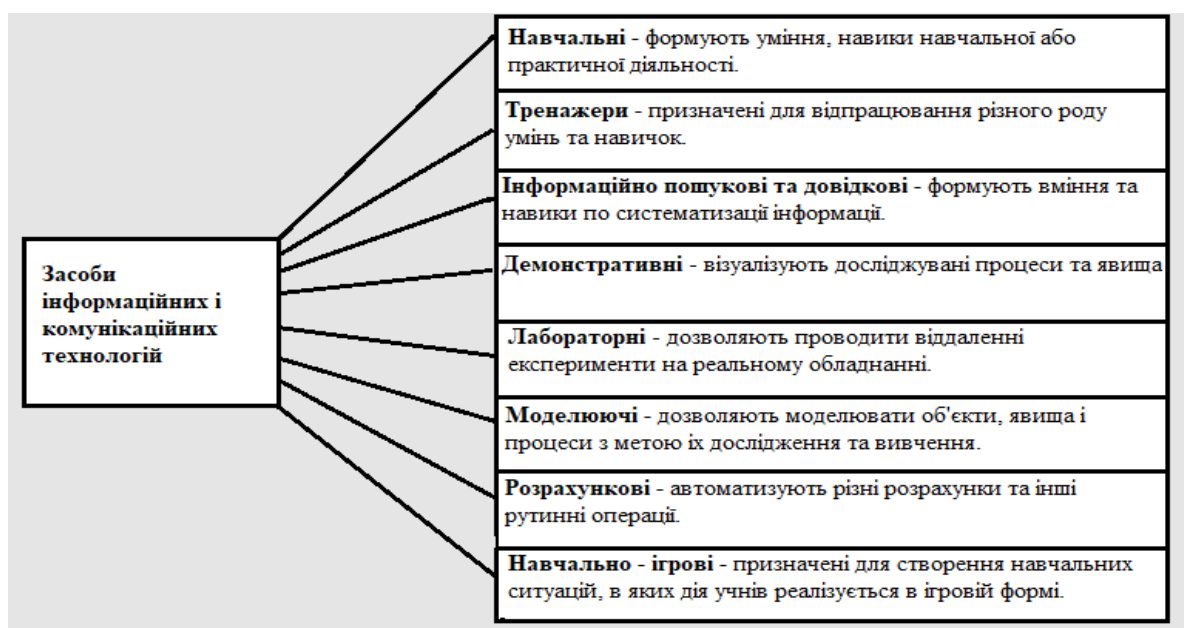 Засоби
інформаційних і
комунікаційних
технологій
Навчальні - формують уміння, навики навчальної або
практичної діяльності.
Тренажери - призначені для відпрацювання різного роду
умінь та навичок.
Інформаційно пошукові та довідкові - формують вміння та
навики по систематизації інформації.
Демонстративні - візуалізують досліджувані процеси та явища
Лабораторні - дозволяють проводити віддаленні
експерименти на реальному обладнанні.
Моделюючі - дозволяють моделювати об'єкти, явища і
процеси з метою їх дослідження та вивчення.
Розрахункові - автоматизують різні розрахунки та інші
рутинні операції.
Навчально - ігрові - призначені для створення навчальних
ситуацій, в яких дія учнів реалізується в ігровій формі.